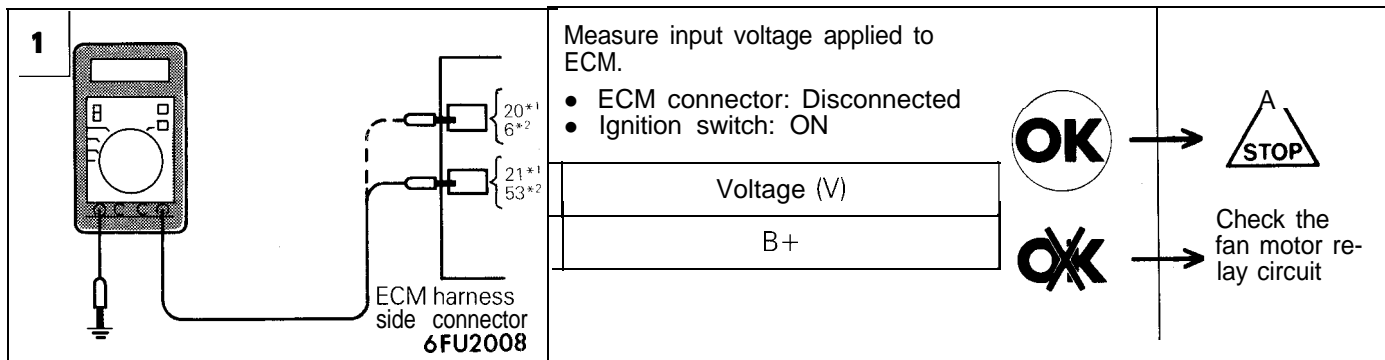 1
20*1
6*2
21*1
53*2
ECM harness
side connector
6FU2008
Measure input voltage applied to
ECM.
● ECM connector: Disconnected
● Ignition switch: ON
Voltage (V)
B+
OK
A
STOP
OK
Check the
fan motor re-
lay circuit